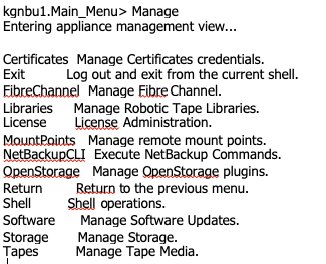 kgnbu1.Main_Menu> Manage
Entering appliance management view...
Certificates Manage Certificates credentials.
Exit Log out and exit from the current shell.
FibreChannel Manage Fibre Channel.
Libraries Manage Robotic Tape Libraries.
License License Administration.
MountPoints Manage remote mount points.
NetBackupCLI Execute NetBackup Commands.
OpenStorage Manage OpenStorage plugins.
Return Return to the previous menu.
Shell Shell operations.
Software Manage Software Updates.
Storage Manage Storage.
Tapes Manage Tape Media.